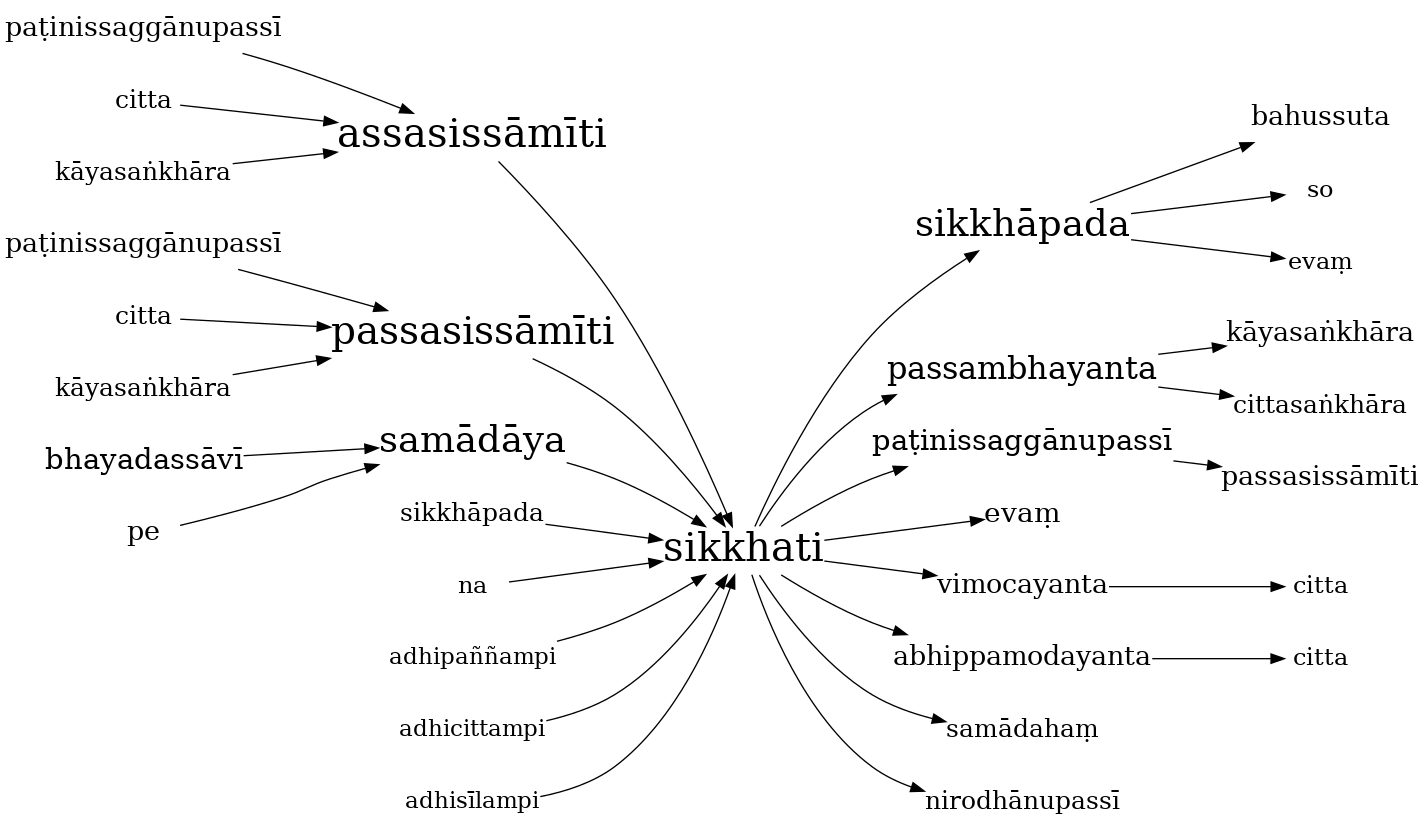 paṭinissaggānupassī
citta
kāyasaṅkhāra
assasissāmīti
paṭinissaggānupassī
citta
kāyasaṅkhāra
passasissāmīti
bhayadassāvī
pe
samādāya
sikkhāpada
na
adhipaññampi
adhicittampi
adhisīlampi
sikkhati
sikkhāpada
bahussuta
so
evaṃ
passambhayanta
kāyasaṅkhāra
cittasaṅkhāra
paṭinissaggānupassī
passasissāmīti
evaṃ
vimocayanta
citta
abhippamodayanta
citta
samādahaṃ
nirodhānupassī